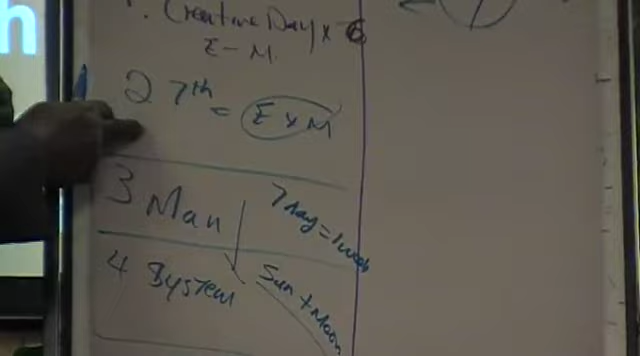 h
1. Creative Day x 6
E - M
2 7th = E x M
3 Man
7 day = 1 week
4 System
Sun + Moon